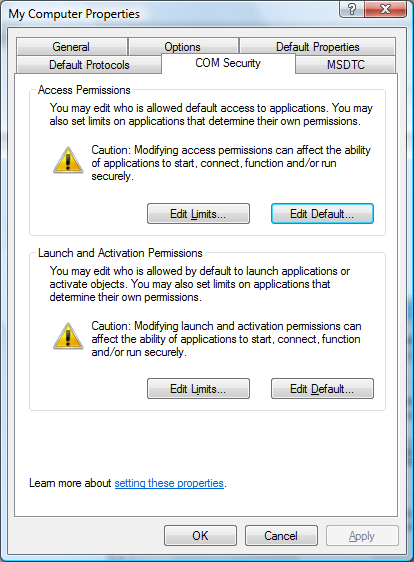 My Computer Properties
General
Options
Default Properties
Default Protocols
COM Security
MSDTC
Access Permissions
You may edit who is allowed default access to applications. You may
also set limits on applications that determine their own permissions.
Caution: Modifying access permissions can affect the ability
of applications to start, connect, function and/or run
securely.
Edit Limits...
Edit Default...
Launch and Activation Permissions
You may edit who is allowed by default to launch applications or
activate objects. You may also set limits on applications that
determine their own permissions.
Caution: Modifying launch and activation permissions can
affect the ability of applications to start, connect, function
and/or run securely.
Edit Limits...
Edit Default...
Learn more about setting these properties.
OK
Cancel
Apply